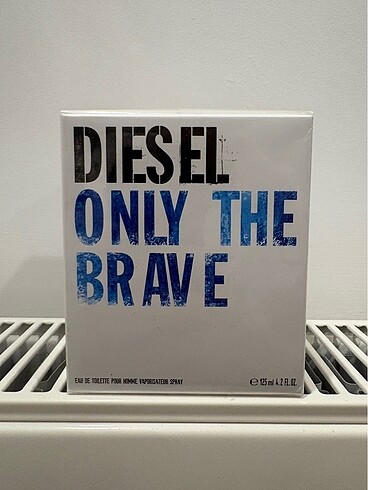 DIESEL
ONLY THE
BRAVE
EAU DE TOILETTE POUR HOMME VAPORISATEUR SPRAY
℮ 125 ml 4.2 FL.OZ.